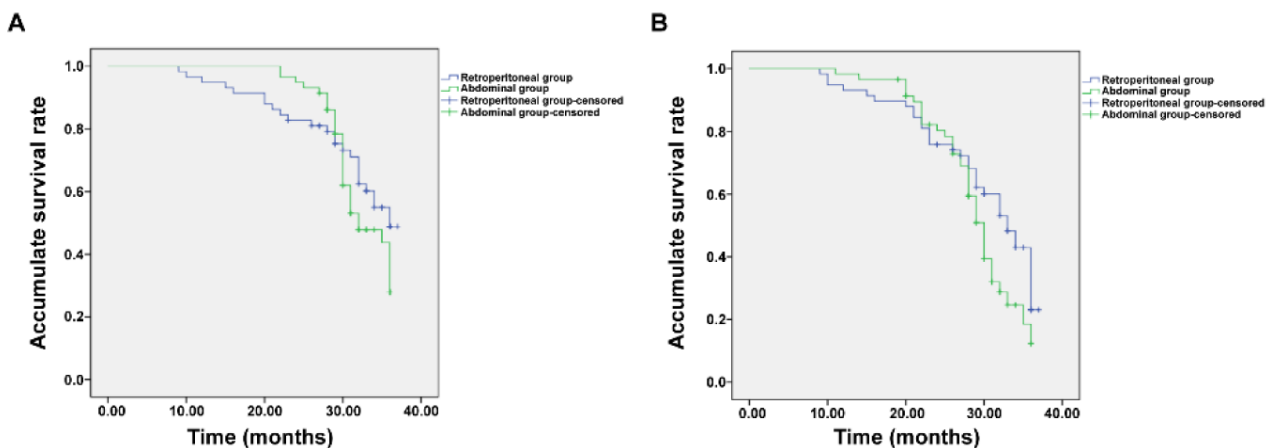 A
Accumulate survival rate
1.0
0.8
0.6
0.4
0.2
0.0
0.00
10.00
20.00
30.00
40.00
Time (months)
Retroperitoneal group
Abdominal group
Retroperitoneal group-censored
Abdominal group-censored
B
Accumulate survival rate
1.0
0.8
0.6
0.4
0.2
0.0
0.00
10.00
20.00
30.00
40.00
Time (months)
Retroperitoneal group
Abdominal group
Retroperitoneal group-censored
Abdominal group-censored